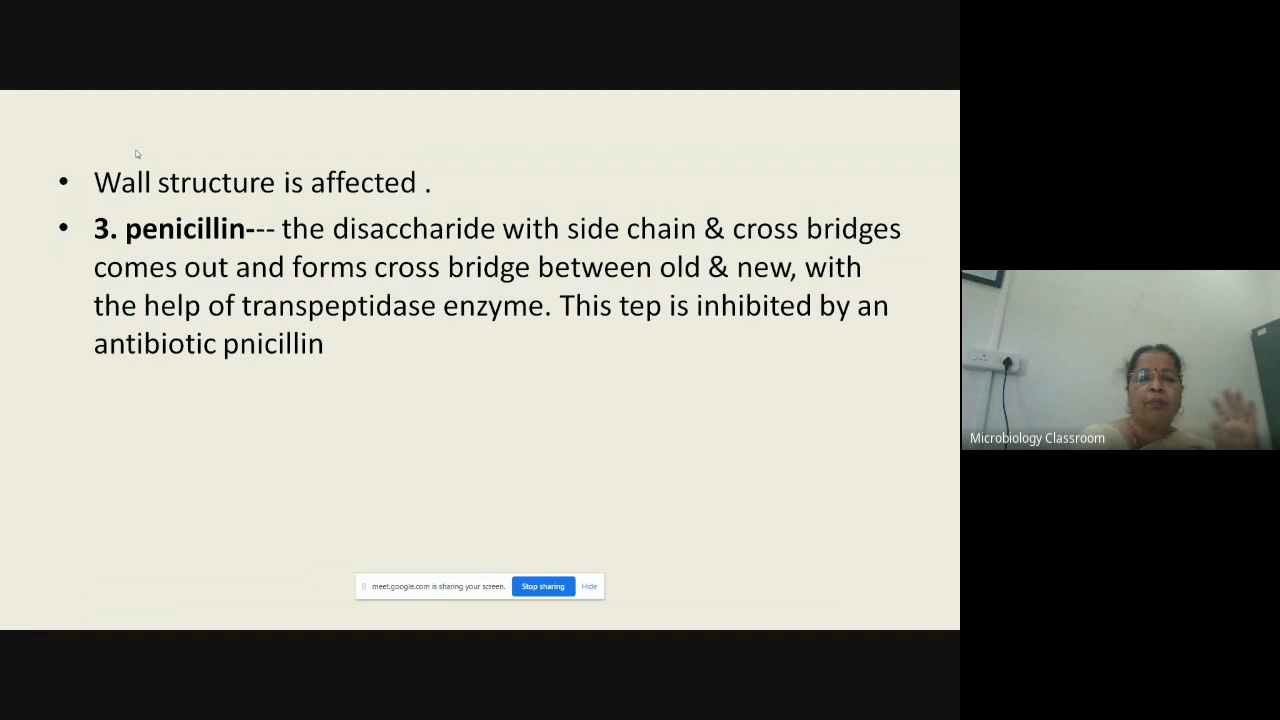 • Wall structure is affected .
• 3. penicillin--- the disaccharide with side chain & cross bridges
comes out and forms cross bridge between old & new, with
the help of transpeptidase enzyme. This tep is inhibited by an
antibiotic pnicillin
Microbiology Classroom
meet.google.com is sharing your screen. Stop sharing Hide